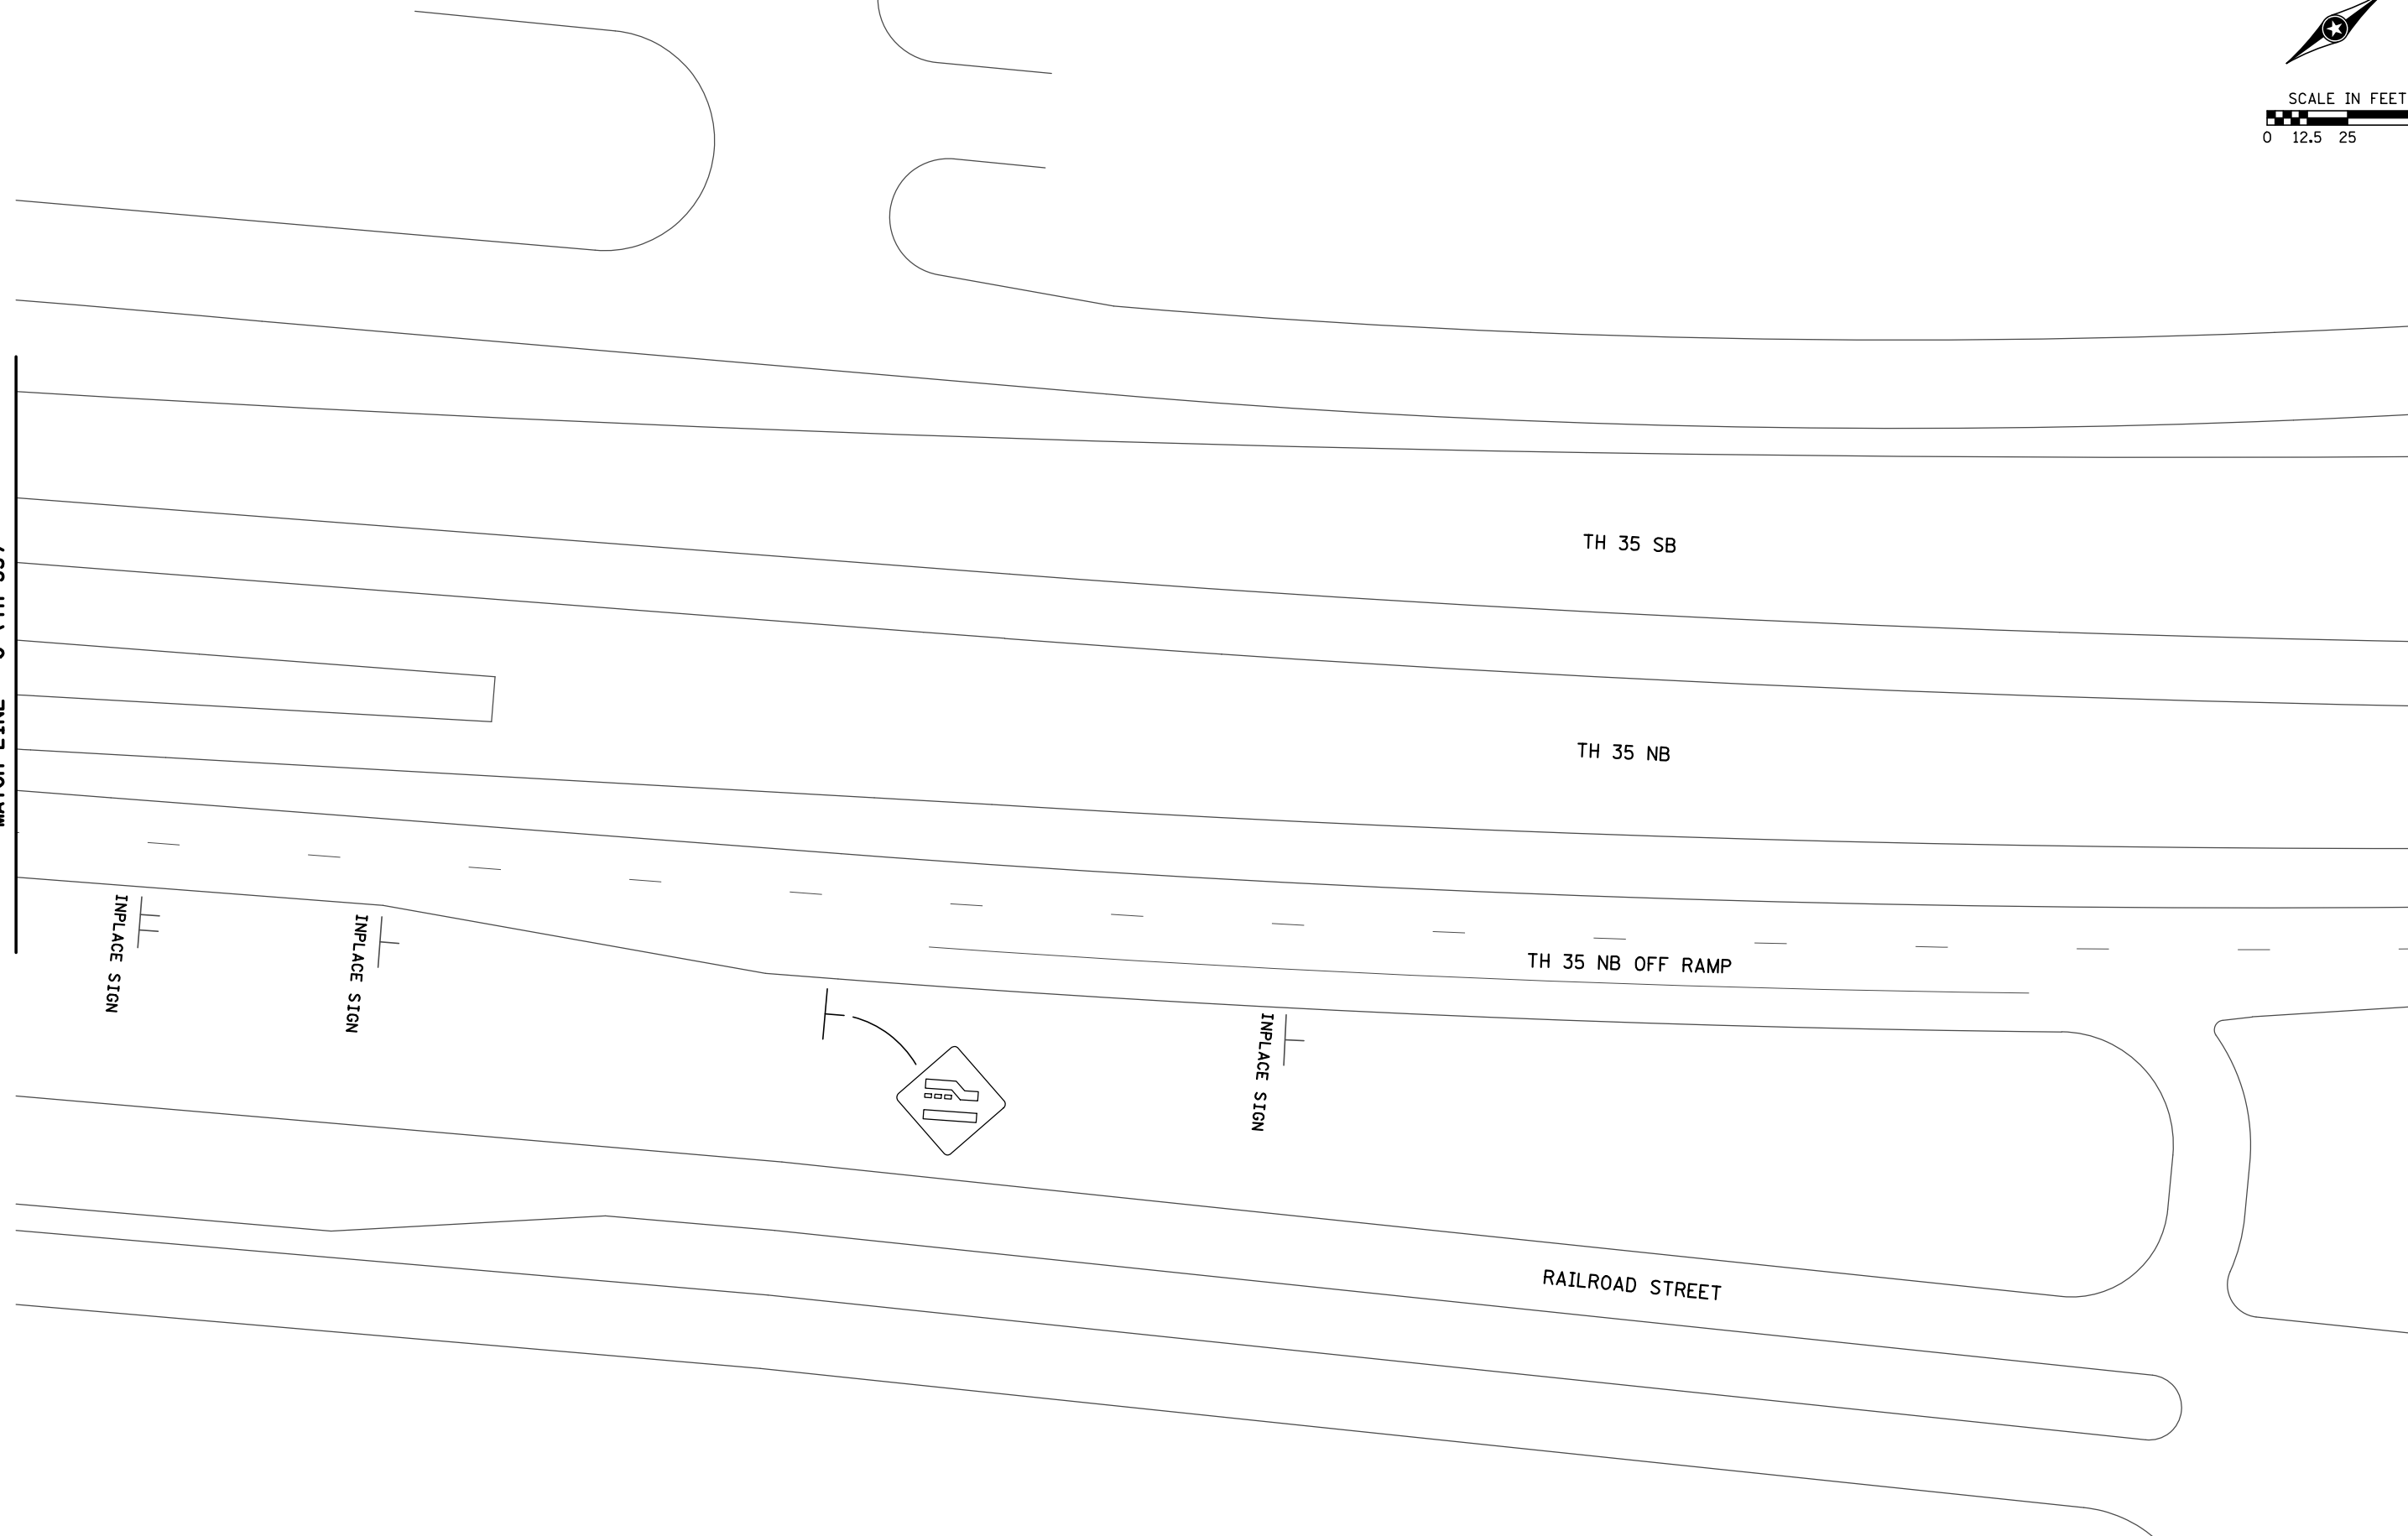 SCALE IN FEET
0 12.5 25
TH 35 SB
TH 35 NB
TH 35 NB OFF RAMP
INPLACE SIGN
INPLACE SIGN
INPLACE SIGN
RAILROAD STREET